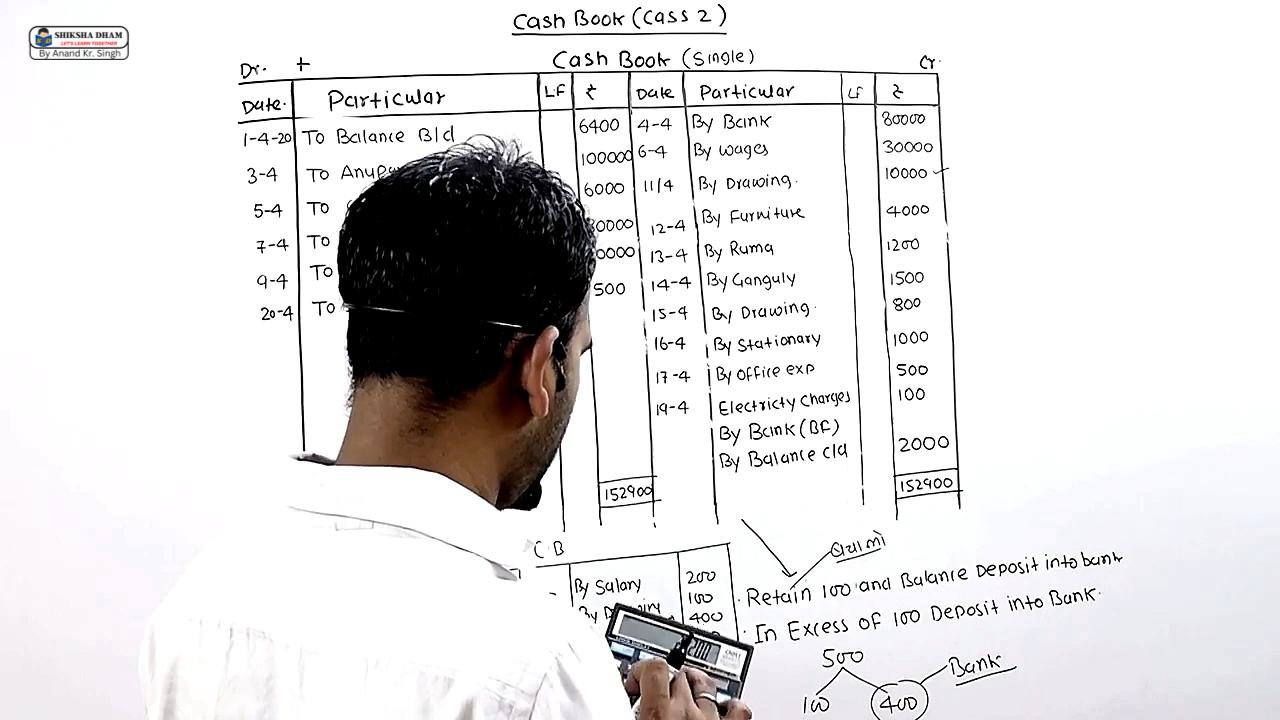 SHIKSHA DHAM
LET'S LEARN TOGETHER
By Anand Kr. Singh
Cash Book (Cass 2)
Dr. + Cash Book (Single) Cr.
Date. Particular LF ₹ Date Particular LF ₹
1-4-20 To Balance B/d 6400 4-4 By Bank
80000
3-4 To 100000 6-4 By Wages 30000
5-4 To 6000 11/4 By Drawing. 10000
7-4 To 12-4 By Furniture 4000
9-4 To 13-4 By Ruma 1200
20-4 To 500 14-4 By Ganguly 1500
15-4 By Drawing. 800
16-4 By Stationary 1000
17-4 By Office exp 500
19-4 Electricty Charges 100
By Bank (BF)
By Balance c/d 2000
152900 152900
C.B
By Salary 200
100
400
Retain 100 and Balance Deposit into bank
In Excess of 100 Deposit into Bank.
500
100 400 Bank